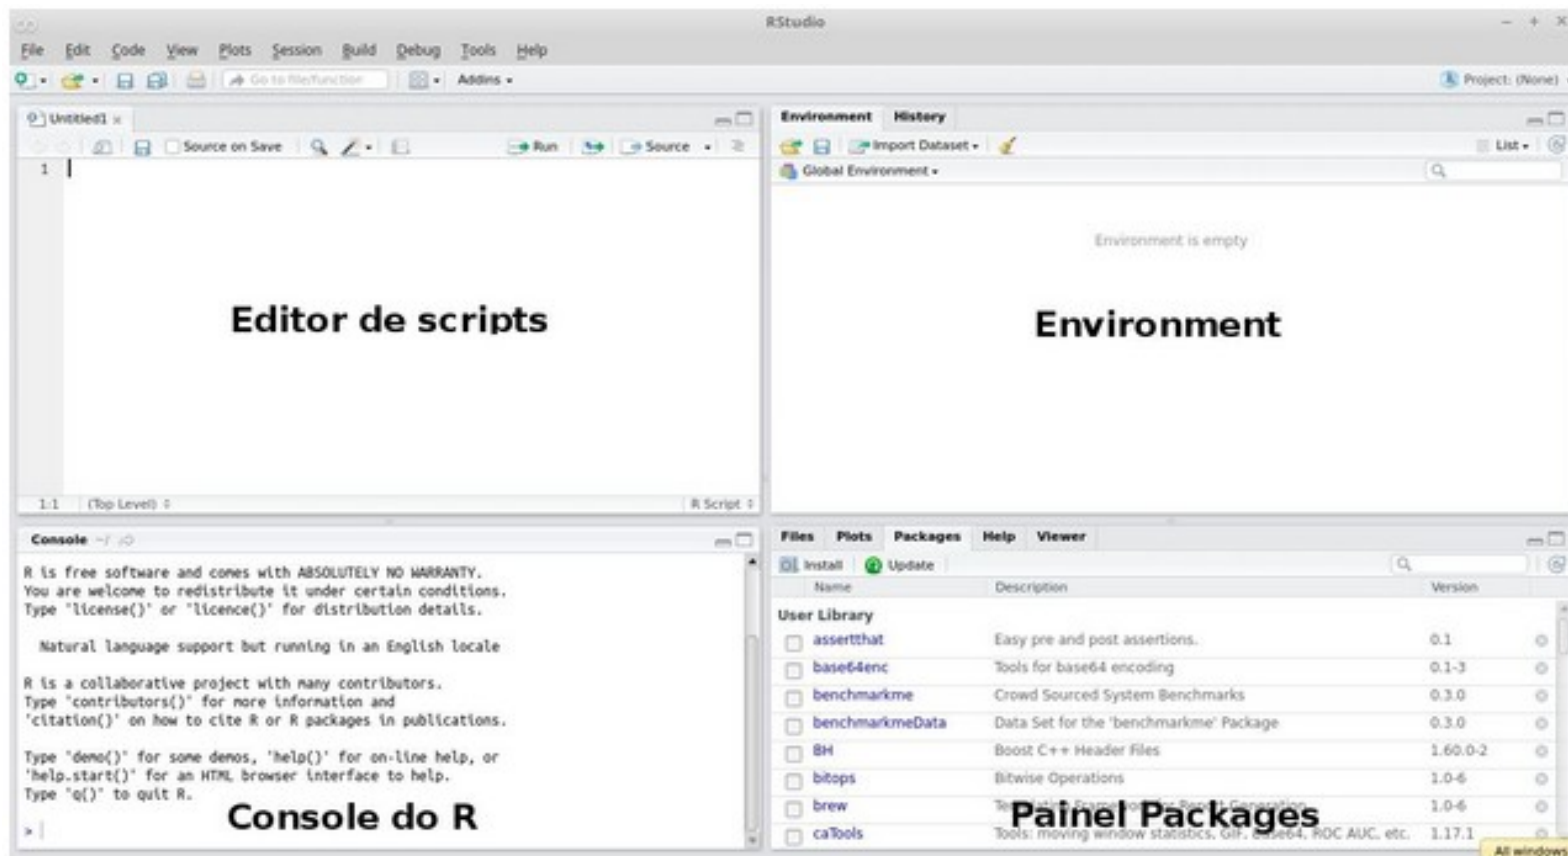 RStudio
File Edit Code View Plots Session Build Debug Tools Help
Go to file/function Addins Project: (None)
Untitled1
Source on Save Run Source
1
Editor de scripts
1:1 (Top Level) R Script
Console ~/
R is free software and comes with ABSOLUTELY NO WARRANTY.
You are welcome to redistribute it under certain conditions.
Type 'license()' or 'licence()' for distribution details.
Natural language support but running in an English locale
R is a collaborative project with many contributors.
Type 'contributors()' for more information and
'citation()' on how to cite R or R packages in publications.
Type 'demo()' for some demos, 'help()' for on-line help, or
'help.start()' for an HTML browser interface to help.
Type 'q()' to quit R.
>
Console do R
Environment History
Import Dataset List
Global Environment
Environment is empty
Environment
Files Plots Packages Help Viewer
Install Update
Name Description Version
User Library
assertthat Easy pre and post assertions. 0.1
base64enc Tools for base64 encoding 0.1-3
benchmarkme Crowd Sourced System Benchmarks 0.3.0
benchmarkmeData Data Set for the 'benchmarkme' Package 0.3.0
BH Boost C++ Header Files 1.60.0-2
bitops Bitwise Operations 1.0-6
brew Templating Framework for Report Generation 1.0-6
Painel Packages
caTools Tools: moving window statistics, GIF, Base64, ROC AUC, etc. 1.17.1
All windows